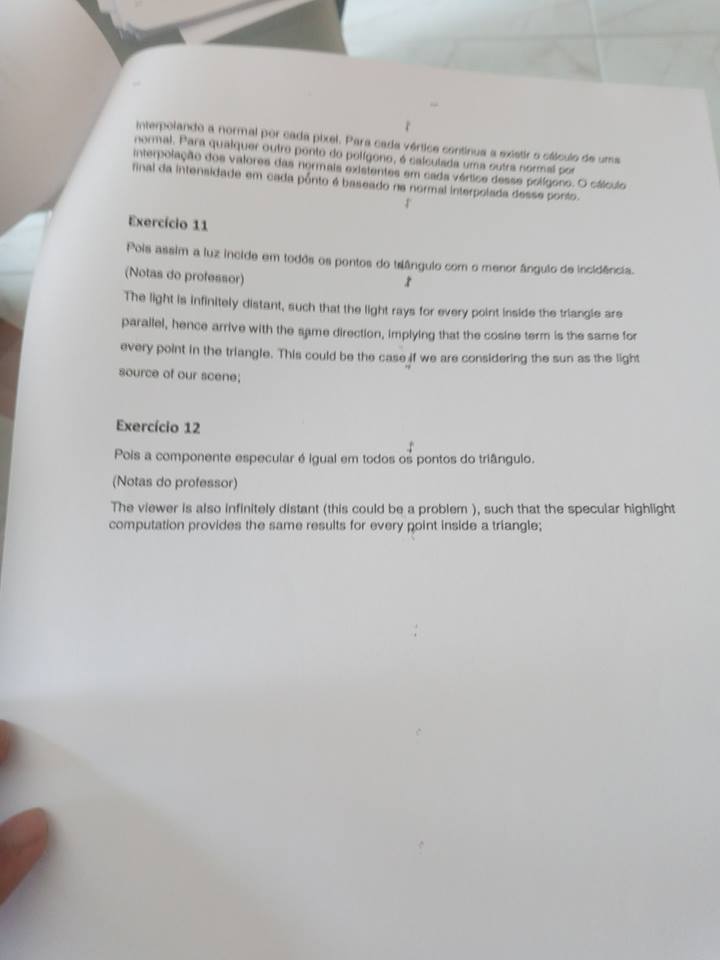 interpolando a normal por cada pixel. Para cada vértice continua a existir o cálculo de uma
normal. Para qualquer outro ponto do polígono, é calculada uma outra normal por
interpolação dos valores das normais existentes em cada vértice desse polígono. O cálculo
final da intensidade em cada ponto é baseado na normal interpolada desse ponto.
Exercício 11
Pois assim a luz incide em todos os pontos do triângulo com o menor ângulo de incidência.
(Notas do professor)
The light is infinitely distant, such that the light rays for every point inside the triangle are
parallel, hence arrive with the same direction, implying that the cosine term is the same for
every point in the triangle. This could be the case if we are considering the sun as the light
source of our scene;
Exercício 12
Pois a componente especular é igual em todos os pontos do triângulo.
(Notas do professor)
The viewer is also infinitely distant (this could be a problem ), such that the specular highlight
computation provides the same results for every point inside a triangle;